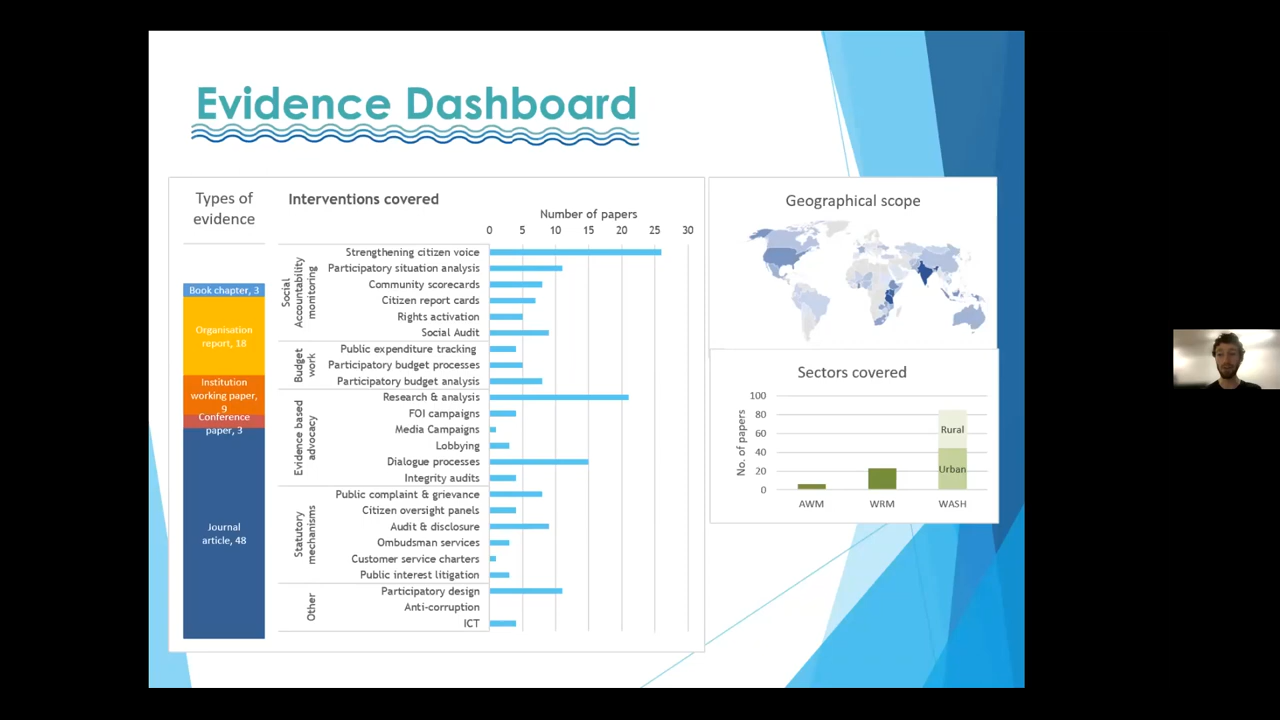 Evidence Dashboard
Types of
evidence
Book chapter, 3
Organisation
report, 18
Institution
working paper,
9
Conference
paper, 3
Journal
article, 48
Interventions covered
Number of papers
0 5 10 15 20 25 30
Social
Accountability
monitoring
Strengthening citizen voice
Participatory situation analysis
Community scorecards
Citizen report cards
Rights activation
Social Audit
Budget
work
Public expenditure tracking
Participatory budget processes
Participatory budget analysis
Evidence based
advocacy
Research & analysis
FOI campaigns
Media Campaigns
Lobbying
Dialogue processes
Integrity audits
Statutory
mechanisms
Public complaint & grievance
Citizen oversight panels
Audit & disclosure
Ombudsman services
Customer service charters
Public interest litigation
Other
Participatory design
Anti-corruption
ICT
Geographical scope
Sectors covered
No. of papers
100
80
60
40
20
0
Rural
Urban
AWM WRM WASH